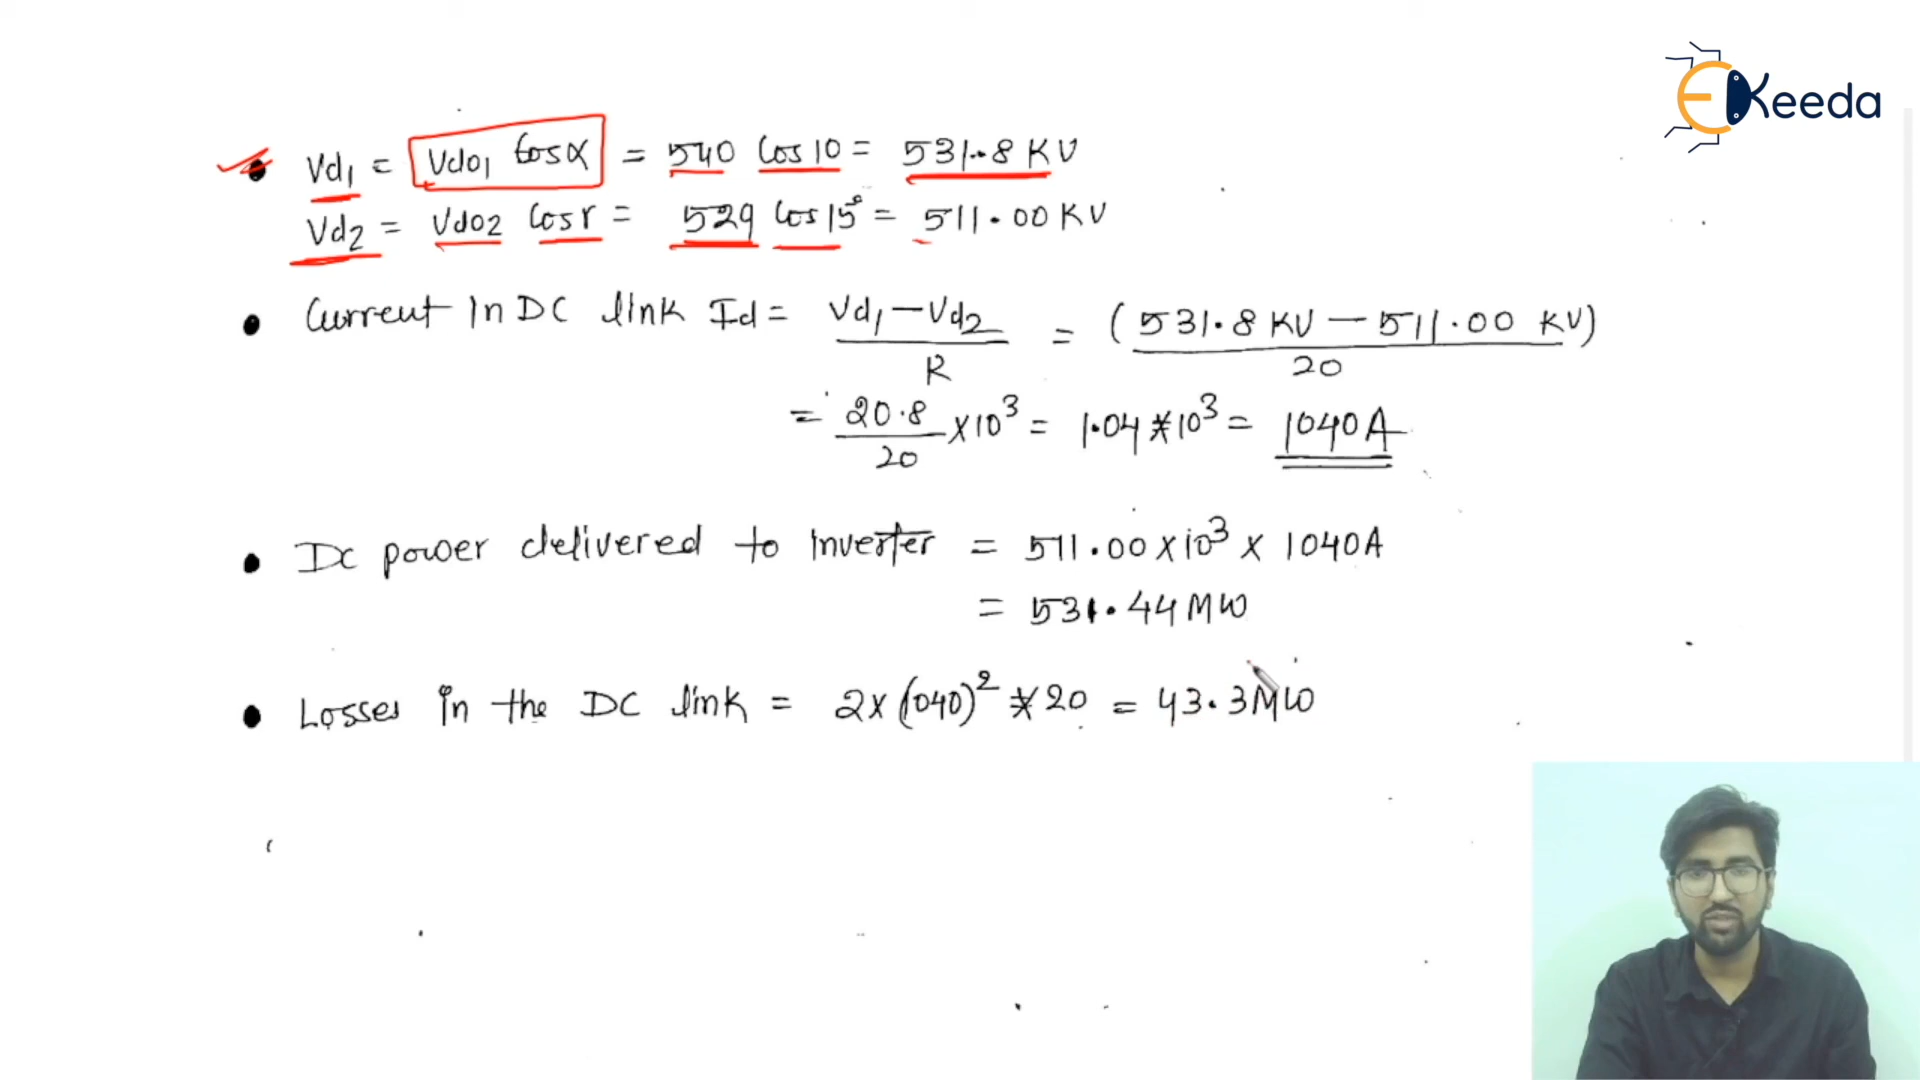 EKeeda
Vd1 = Vdo1 Cosα = 540 Cos 10 = 531.8 KV
Vd2 = Vdo2 Cosr = 529 Cos 15° = 511.00 KV
Current In DC link Id = Vd1 – Vd2 / R = (531.8 KV – 511.00 KV) / 20
= 20.8 / 20 × 10³ = 1.04 * 10³ = 1040A
Dc power delivered to Inverter = 511.00 × 10³ × 1040A
= 531.44 MW
Losses in the DC link = 2 × (040)² * 20 = 43.3 MW